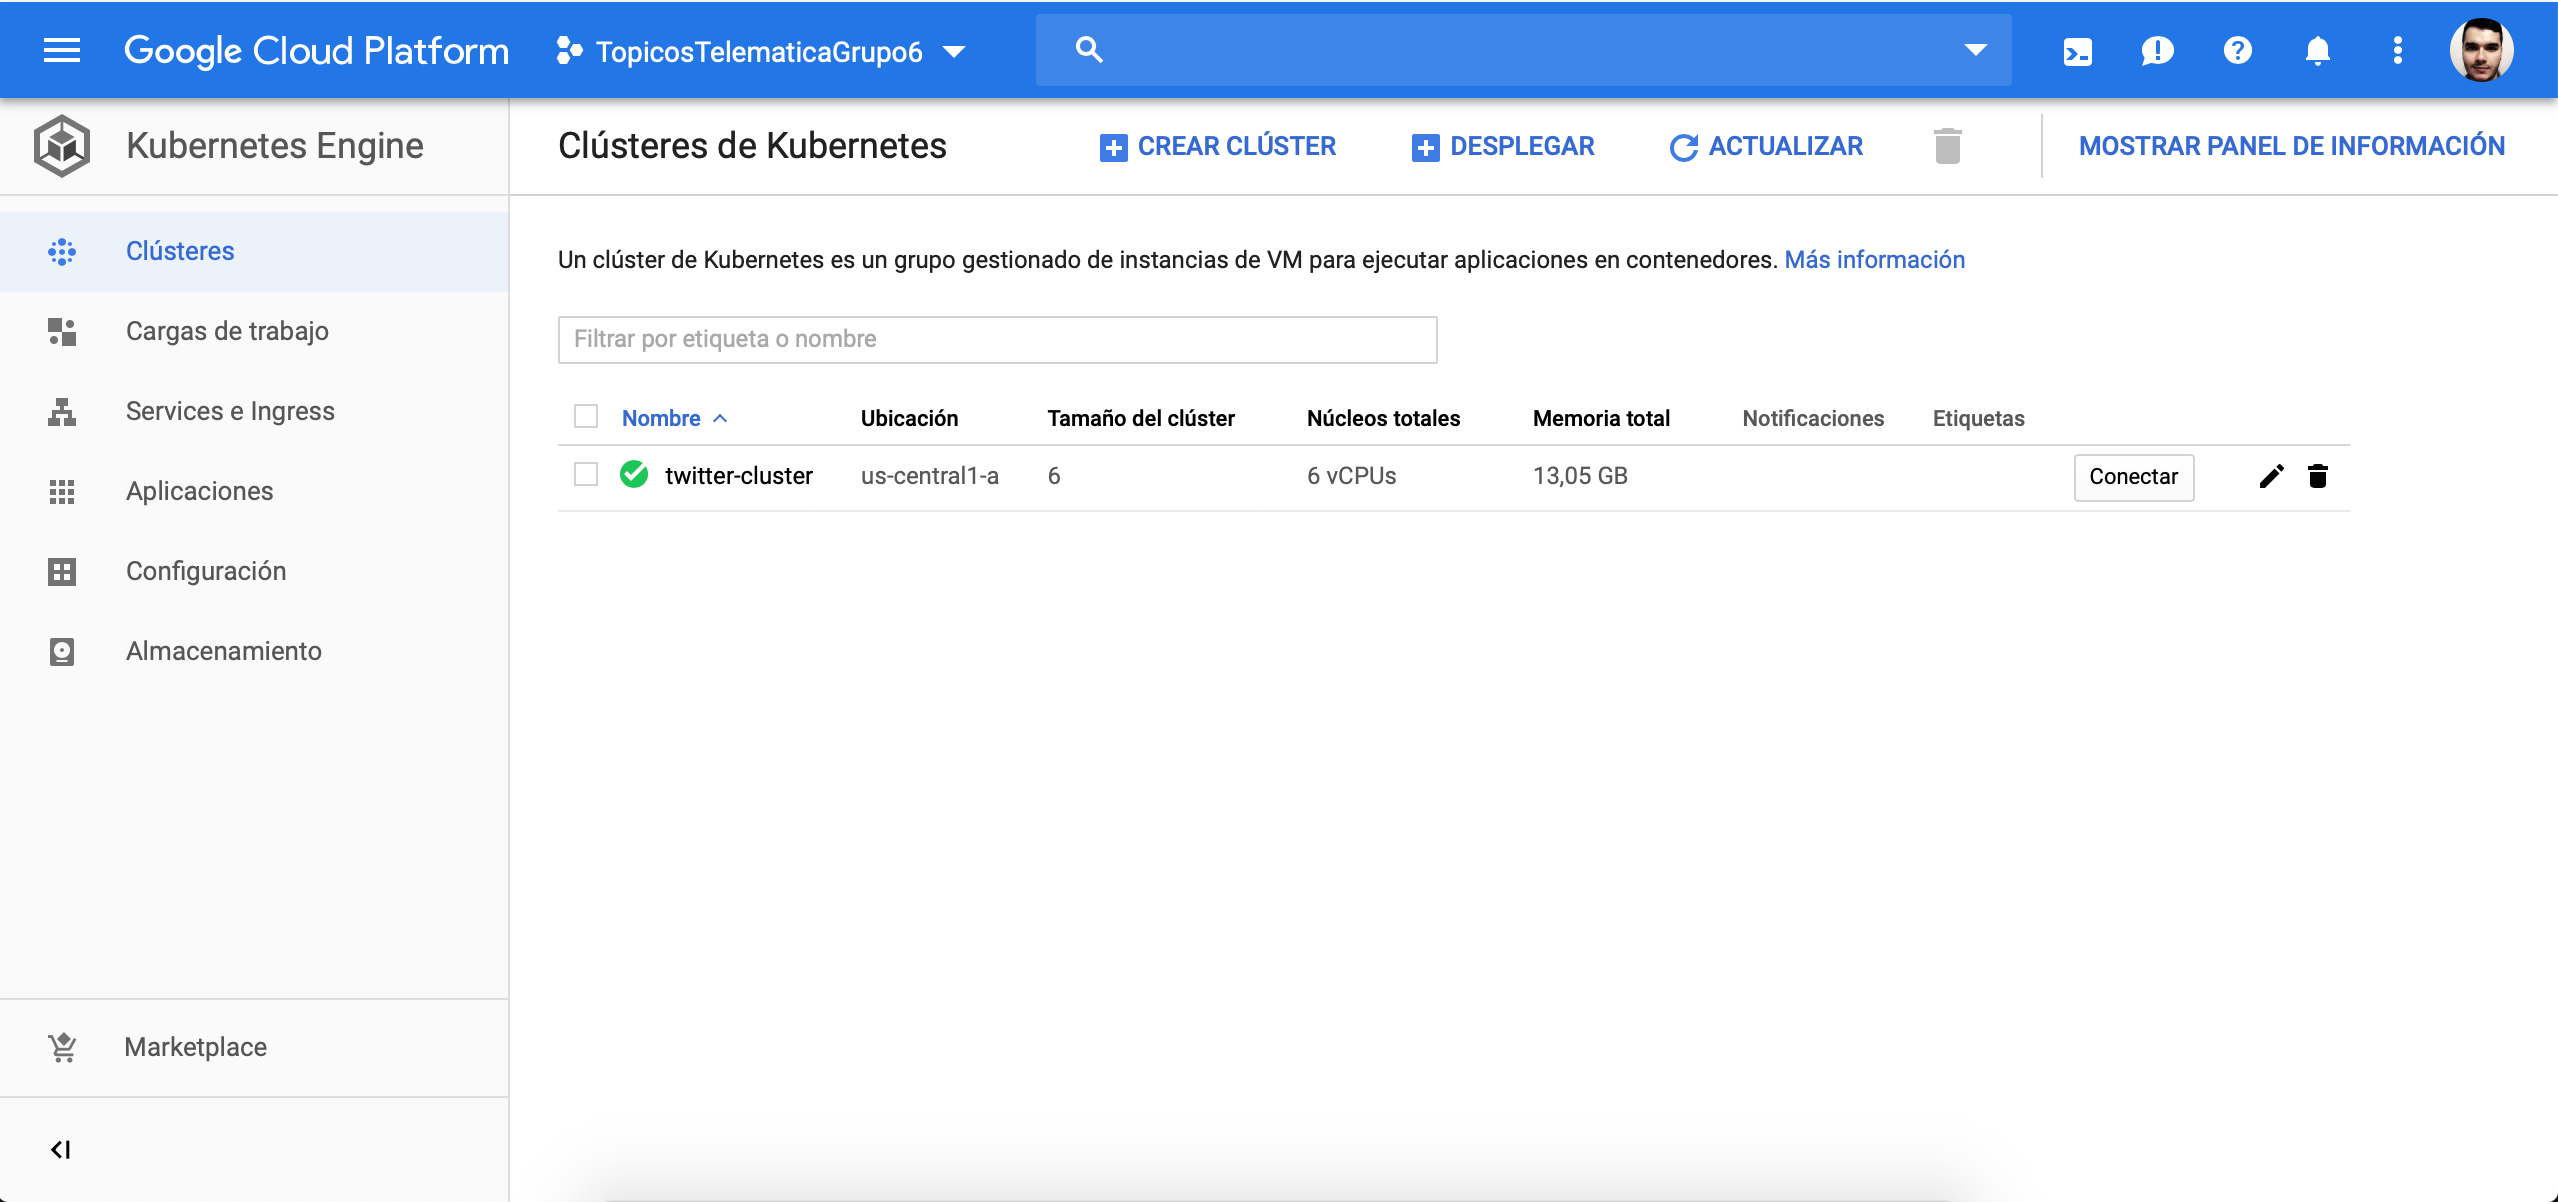 Google Cloud Platform TopicosTelematicaGrupo6
Kubernetes Engine
Clústeres
Cargas de trabajo
Services e Ingress
Aplicaciones
Configuración
Almacenamiento
Marketplace
Clústeres de Kubernetes CREAR CLÚSTER DESPLEGAR ACTUALIZAR MOSTRAR PANEL DE INFORMACIÓN
Un clúster de Kubernetes es un grupo gestionado de instancias de VM para ejecutar aplicaciones en contenedores. Más información
Filtrar por etiqueta o nombre
Nombre Ubicación Tamaño del clúster Núcleos totales Memoria total Notificaciones Etiquetas
twitter-cluster us-central1-a 6 6 vCPUs 13,05 GB Conectar